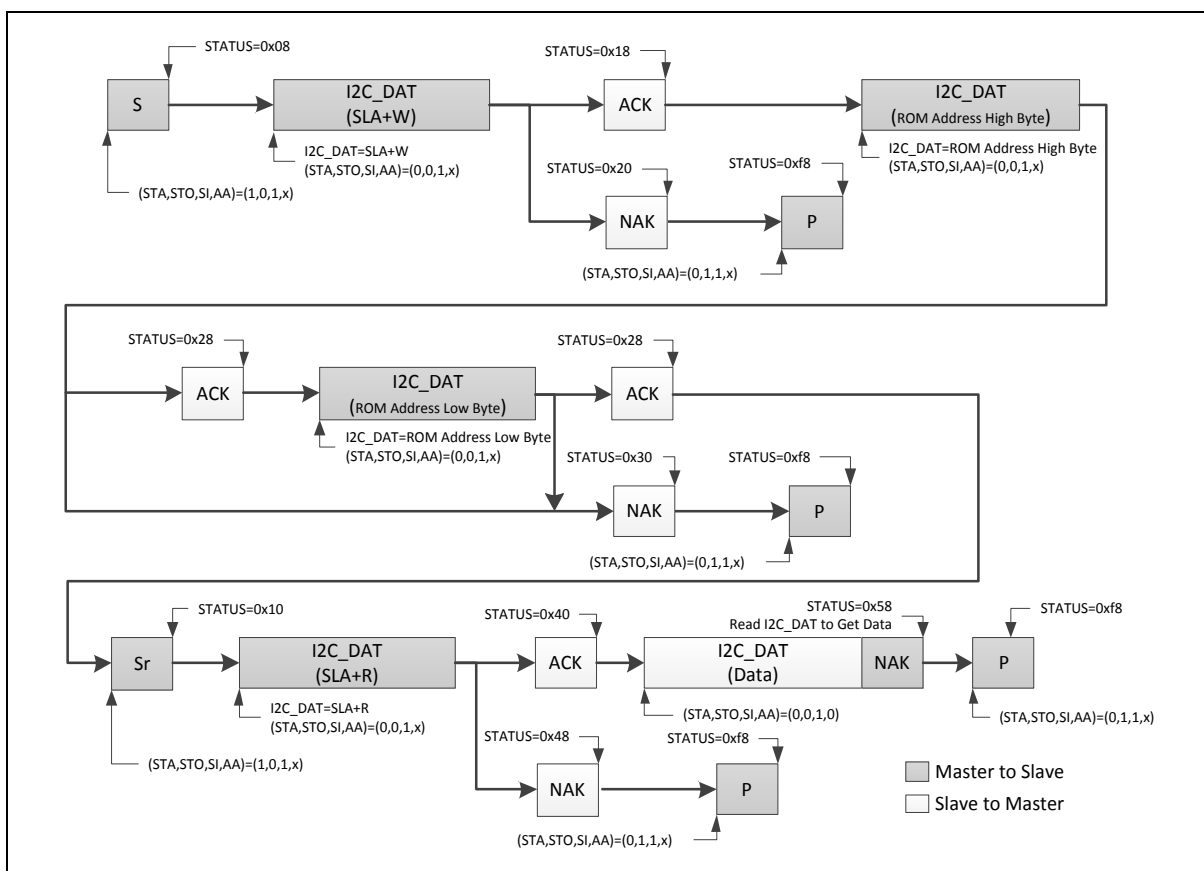 STATUS=0x08
S
I2C_DAT
(SLA+W)
I2C_DAT=SLA+W
(STA,STO,SI,AA)=(0,0,1,x)
(STA,STO,SI,AA)=(1,0,1,x)
STATUS=0x18
ACK
I2C_DAT
(ROM Address High Byte)
I2C_DAT=ROM Address High Byte
(STA,STO,SI,AA)=(0,0,1,x)
STATUS=0x20
NAK
STATUS=0xf8
P
(STA,STO,SI,AA)=(0,1,1,x)
STATUS=0x28
ACK
I2C_DAT
(ROM Address Low Byte)
I2C_DAT=ROM Address Low Byte
(STA,STO,SI,AA)=(0,0,1,x)
STATUS=0x28
ACK
STATUS=0x30
NAK
STATUS=0xf8
P
(STA,STO,SI,AA)=(0,1,1,x)
STATUS=0x10
Sr
I2C_DAT
(SLA+R)
I2C_DAT=SLA+R
(STA,STO,SI,AA)=(0,0,1,x)
(STA,STO,SI,AA)=(1,0,1,x)
STATUS=0x40
ACK
I2C_DAT
(Data)
(STA,STO,SI,AA)=(0,0,1,0)
STATUS=0x58
Read I2C_DAT to Get Data
NAK
STATUS=0xf8
P
(STA,STO,SI,AA)=(0,1,1,x)
STATUS=0x48
NAK
STATUS=0xf8
P
(STA,STO,SI,AA)=(0,1,1,x)
Master to Slave
Slave to Master